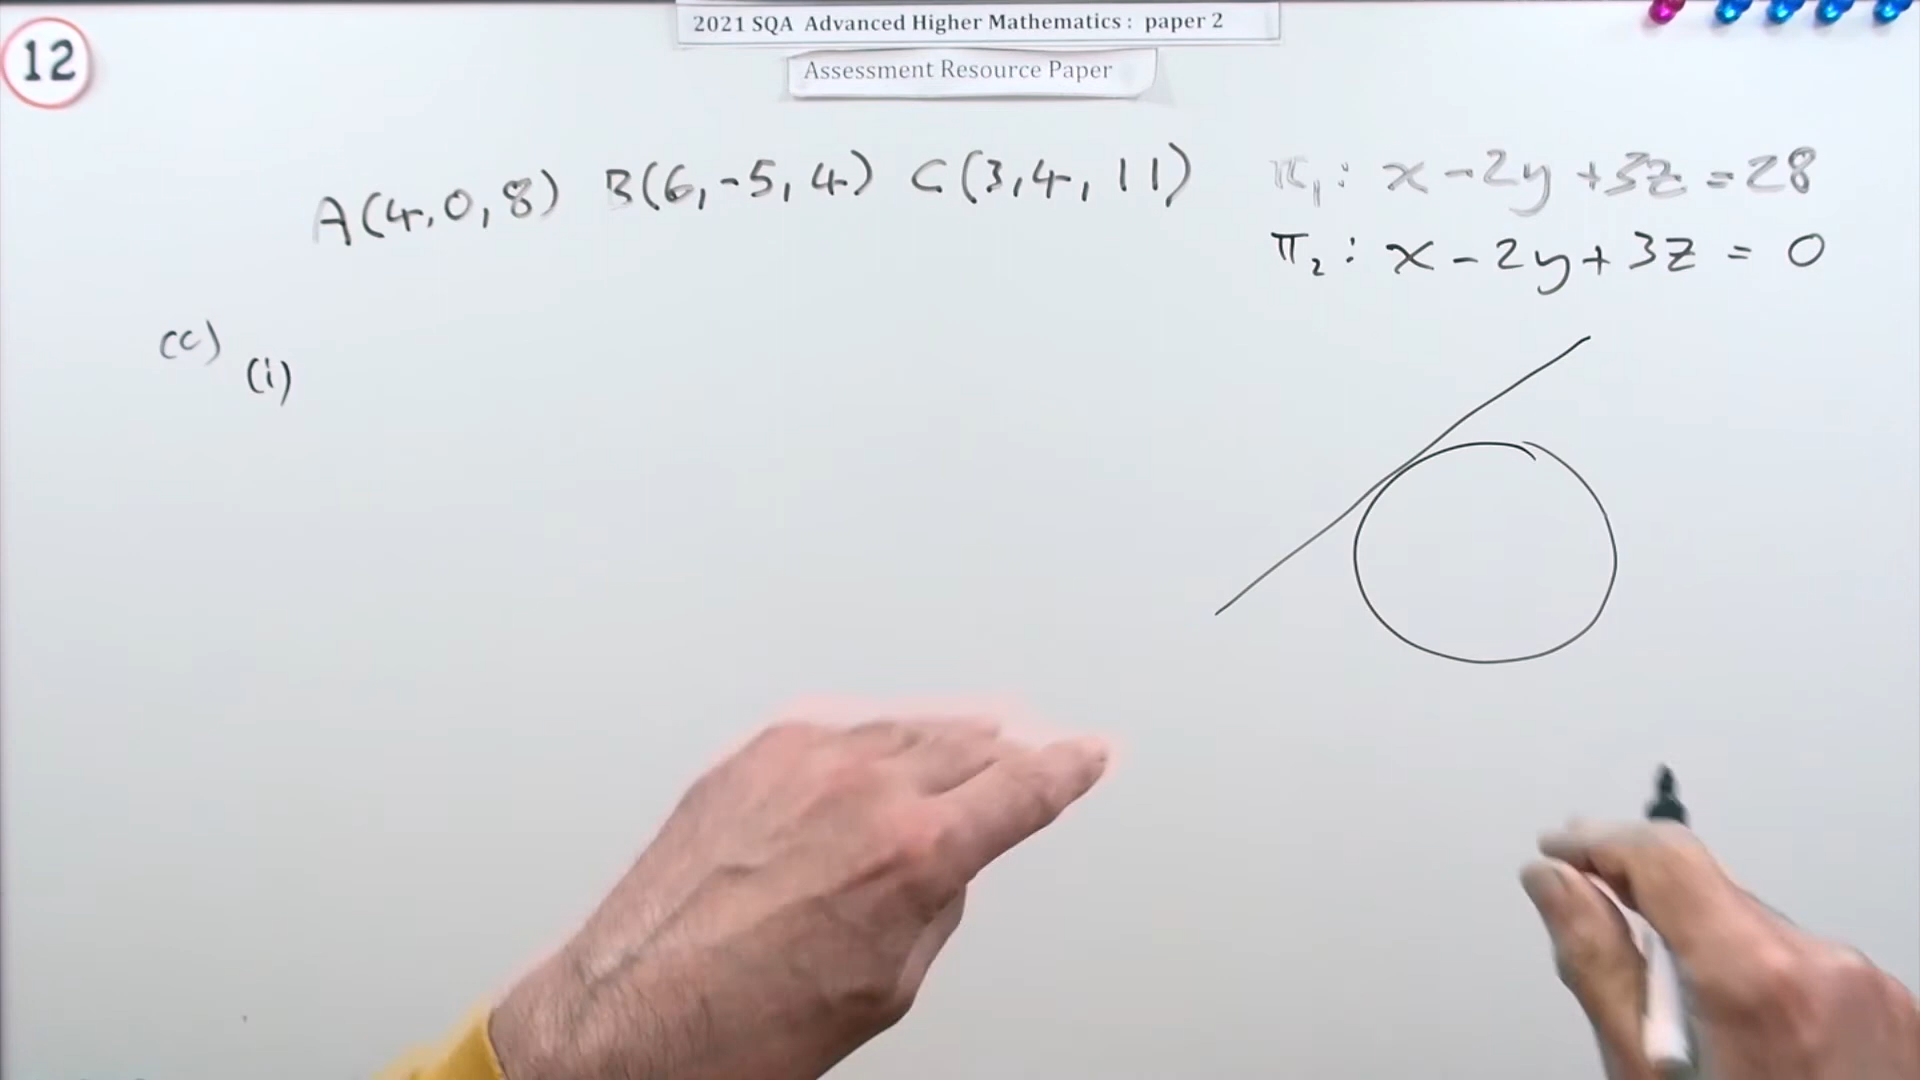 12
2021 SQA Advanced Higher Mathematics : paper 2
Assessment Resource Paper
A(4,0,8) B(6,-5,4) C(3,4,11)
π₁: x-2y+3z=28
π₂: x-2y+3z=0
(c)
(i)